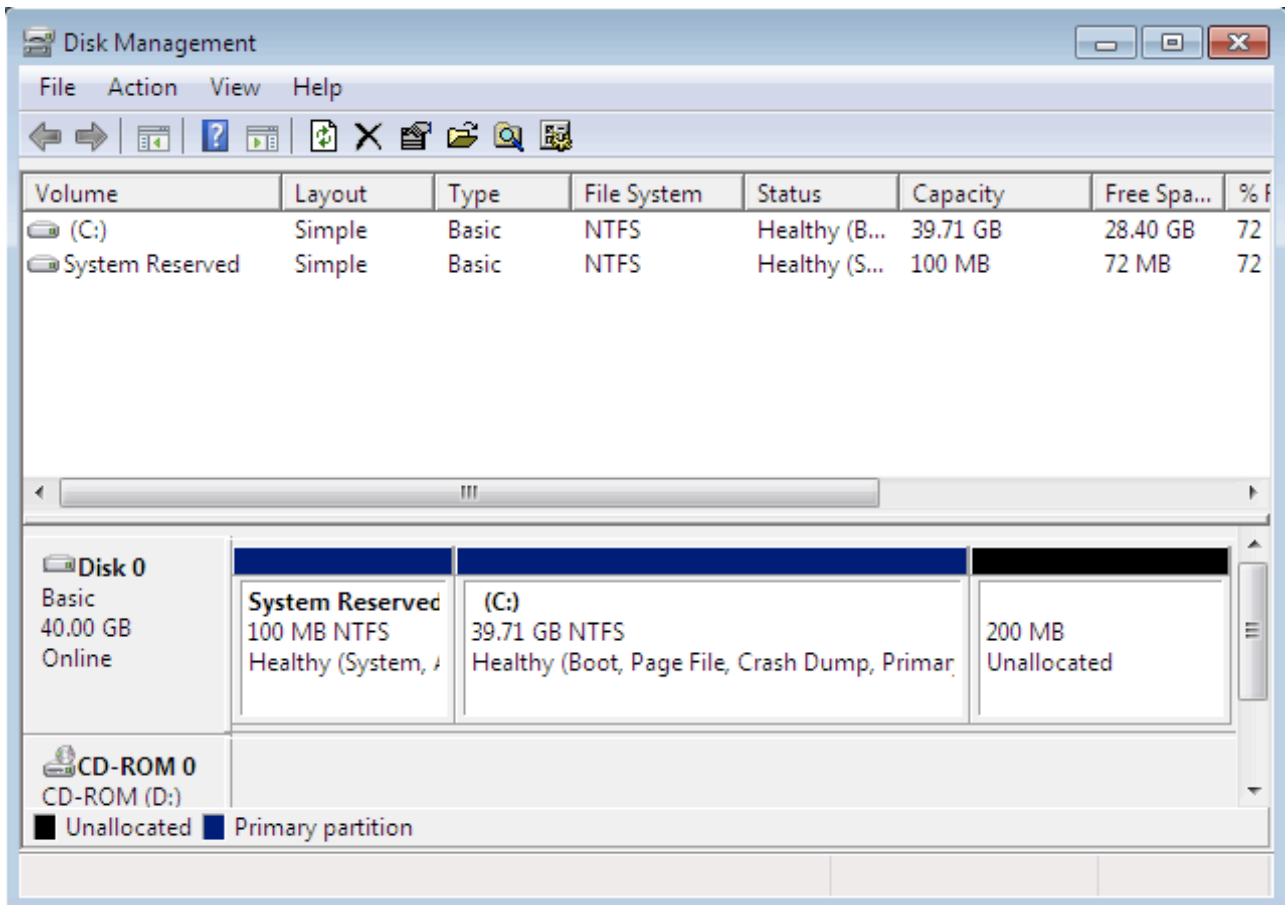 Disk Management
File Action View Help
Volume Layout Type File System Status Capacity Free Spa... %
(C:) Simple Basic NTFS Healthy (B... 39.71 GB 28.40 GB 72
System Reserved Simple Basic NTFS Healthy (S... 100 MB 72 MB 72
Disk 0
Basic
40.00 GB
Online
System Reserved
100 MB NTFS
Healthy (System,
(C:)
39.71 GB NTFS
Healthy (Boot, Page File, Crash Dump, Primar
200 MB
Unallocated
CD-ROM 0
CD-ROM (D:)
Unallocated Primary partition